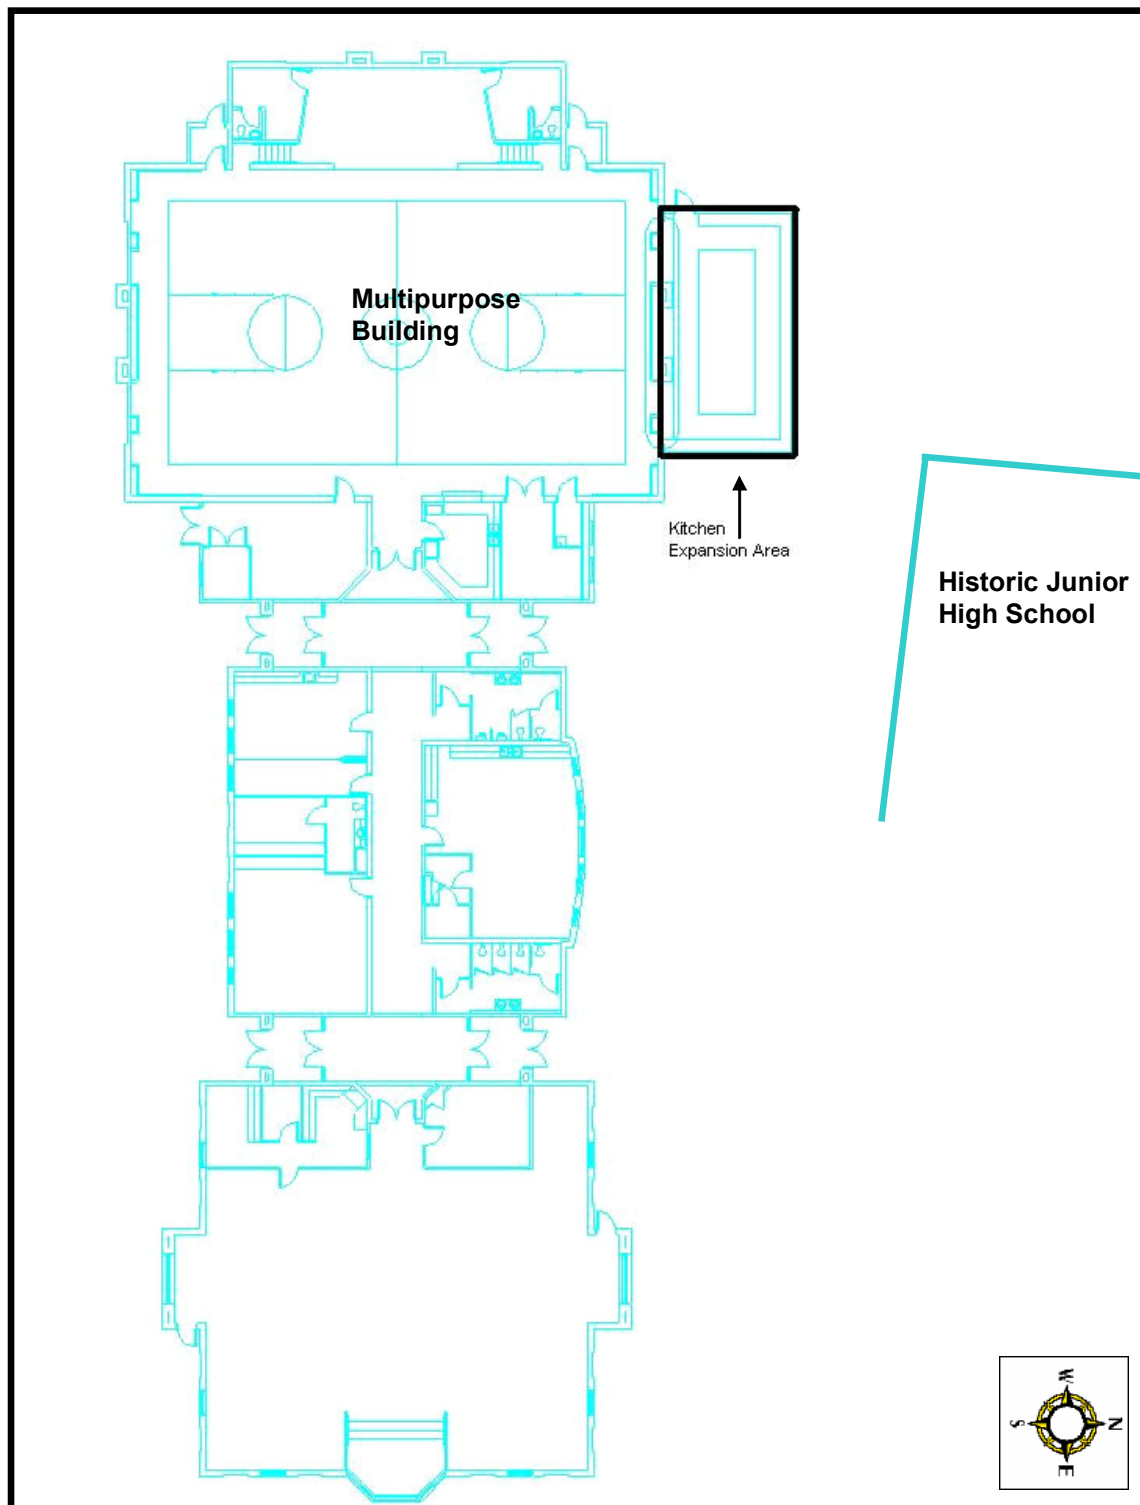 Multipurpose
Building
Kitchen
Expansion Area
Historic Junior
High School
W
S
N
E